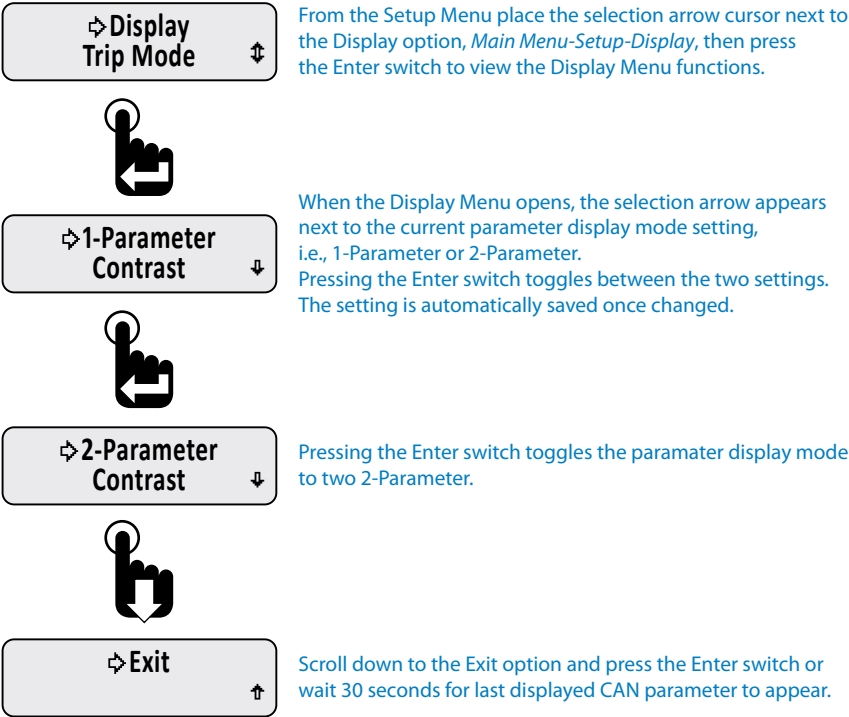 Display
Trip Mode
From the Setup Menu place the selection arrow cursor next to
the Display option, Main Menu-Setup-Display, then press
the Enter switch to view the Display Menu functions.
1-Parameter
Contrast
When the Display Menu opens, the selection arrow appears
next to the current parameter display mode setting,
i.e., 1-Parameter or 2-Parameter.
Pressing the Enter switch toggles between the two settings.
The setting is automatically saved once changed.
2-Parameter
Contrast
Pressing the Enter switch toggles the paramater display mode
to two 2-Parameter.
Exit
Scroll down to the Exit option and press the Enter switch or
wait 30 seconds for last displayed CAN parameter to appear.